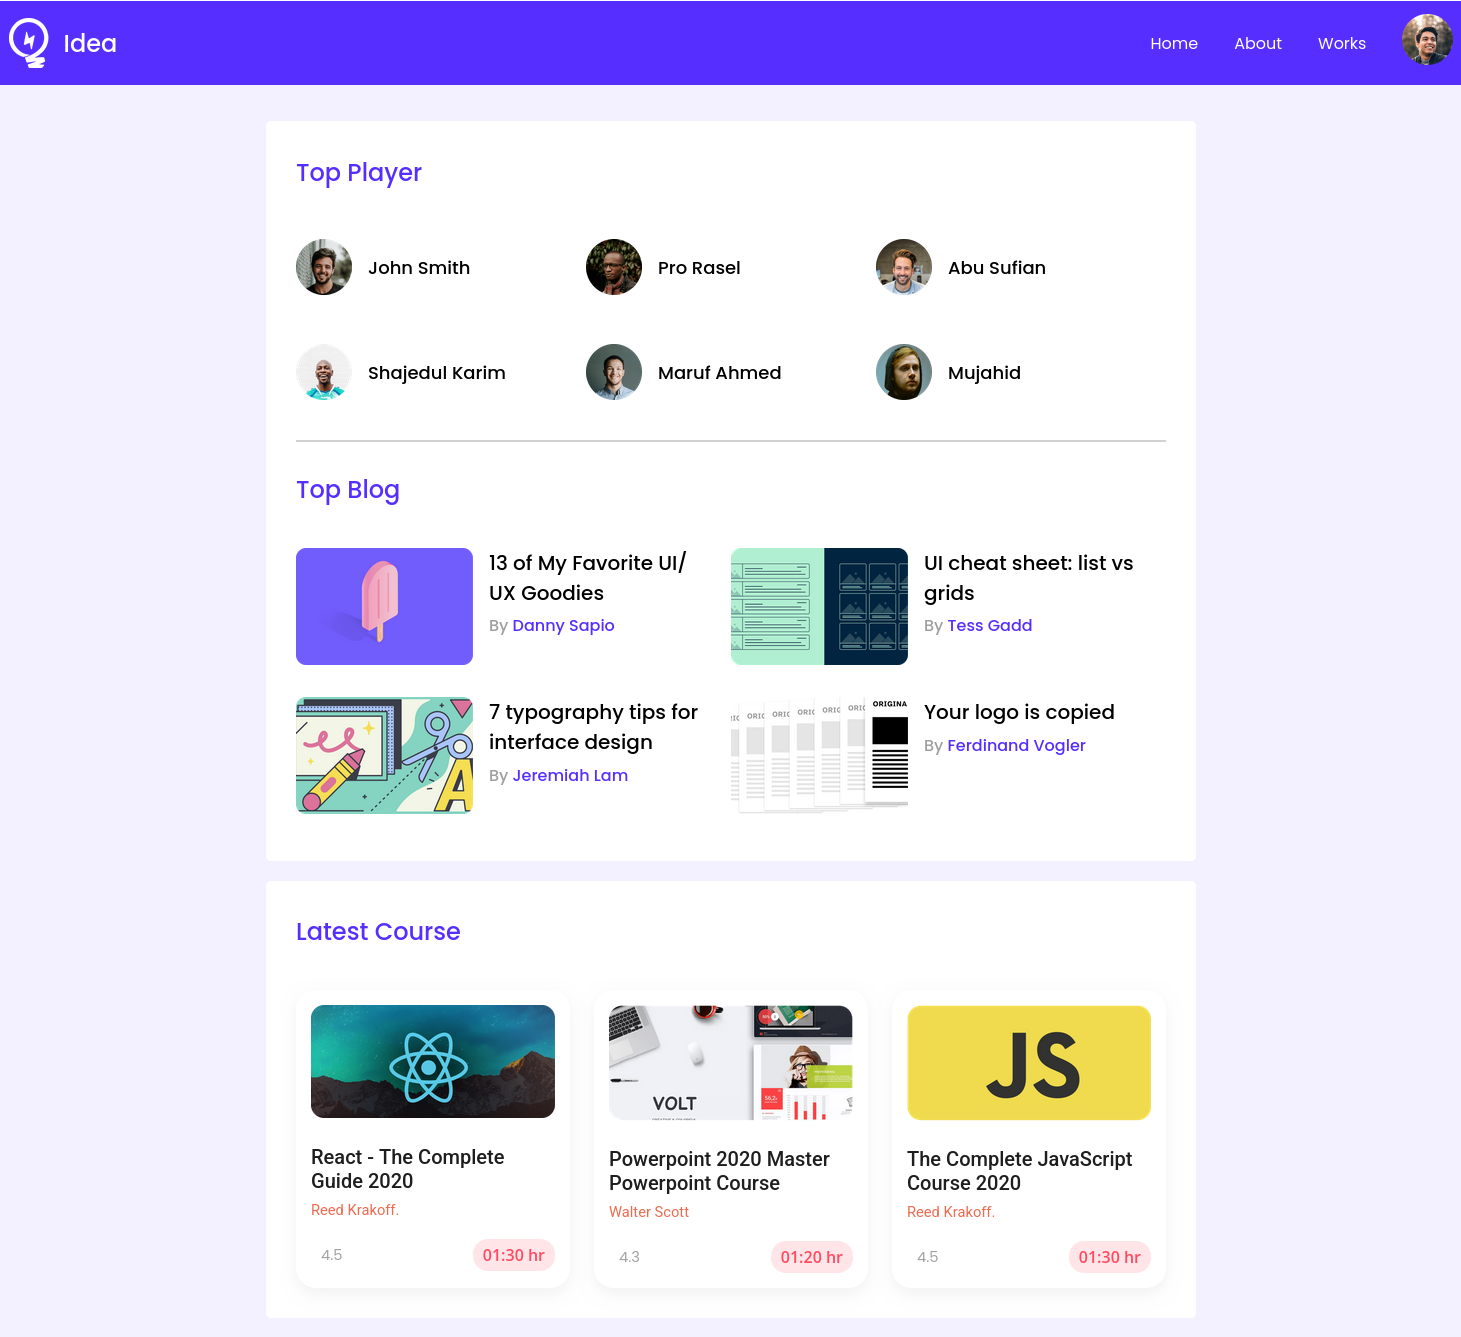 Idea
Home
About
Works
Top Player
John Smith
Pro Rasel
Abu Sufian
Shajedul Karim
Maruf Ahmed
Mujahid
Top Blog
13 of My Favorite UI/
UX Goodies
By Danny Sapio
UI cheat sheet: list vs
grids
By Tess Gadd
7 typography tips for
interface design
By Jeremiah Lam
A
ORIGINA
Your logo is copied
By Ferdinand Vogler
Latest Course
React - The Complete
Guide 2020
Reed Krakoff.
4.5
01:30 hr
VOLT
Powerpoint 2020 Master
Powerpoint Course
Walter Scott
4.3
01:20 hr
JS
The Complete JavaScript
Course 2020
Reed Krakoff.
4.5
01:30 hr